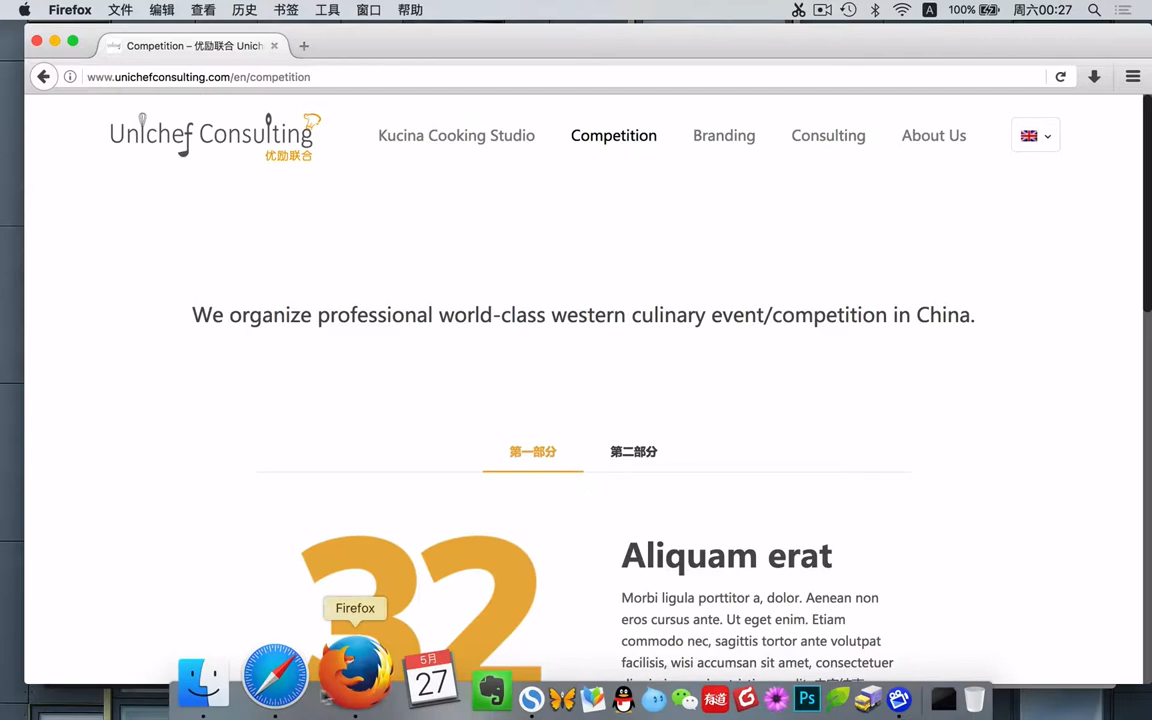 Firefox 文件 编辑 查看 历史 书签 工具 窗口 帮助 A 100% 周六00:27
Competition – 优励联合 Unich
www.unichefconsulting.com/en/competition
Unichef Consulting
优励联合
Kucina Cooking Studio Competition Branding Consulting About Us
We organize professional world-class western culinary event/competition in China.
第一部分 第二部分
32
Aliquam erat
Morbi ligula porttitor a, dolor. Aenean non
eros cursus ante. Ut eget enim. Etiam
commodo nec, sagittis tortor ante volutpat
facilisis, wisi accumsan sit amet, consectetuer
Firefox
5月
27
有道
Ps